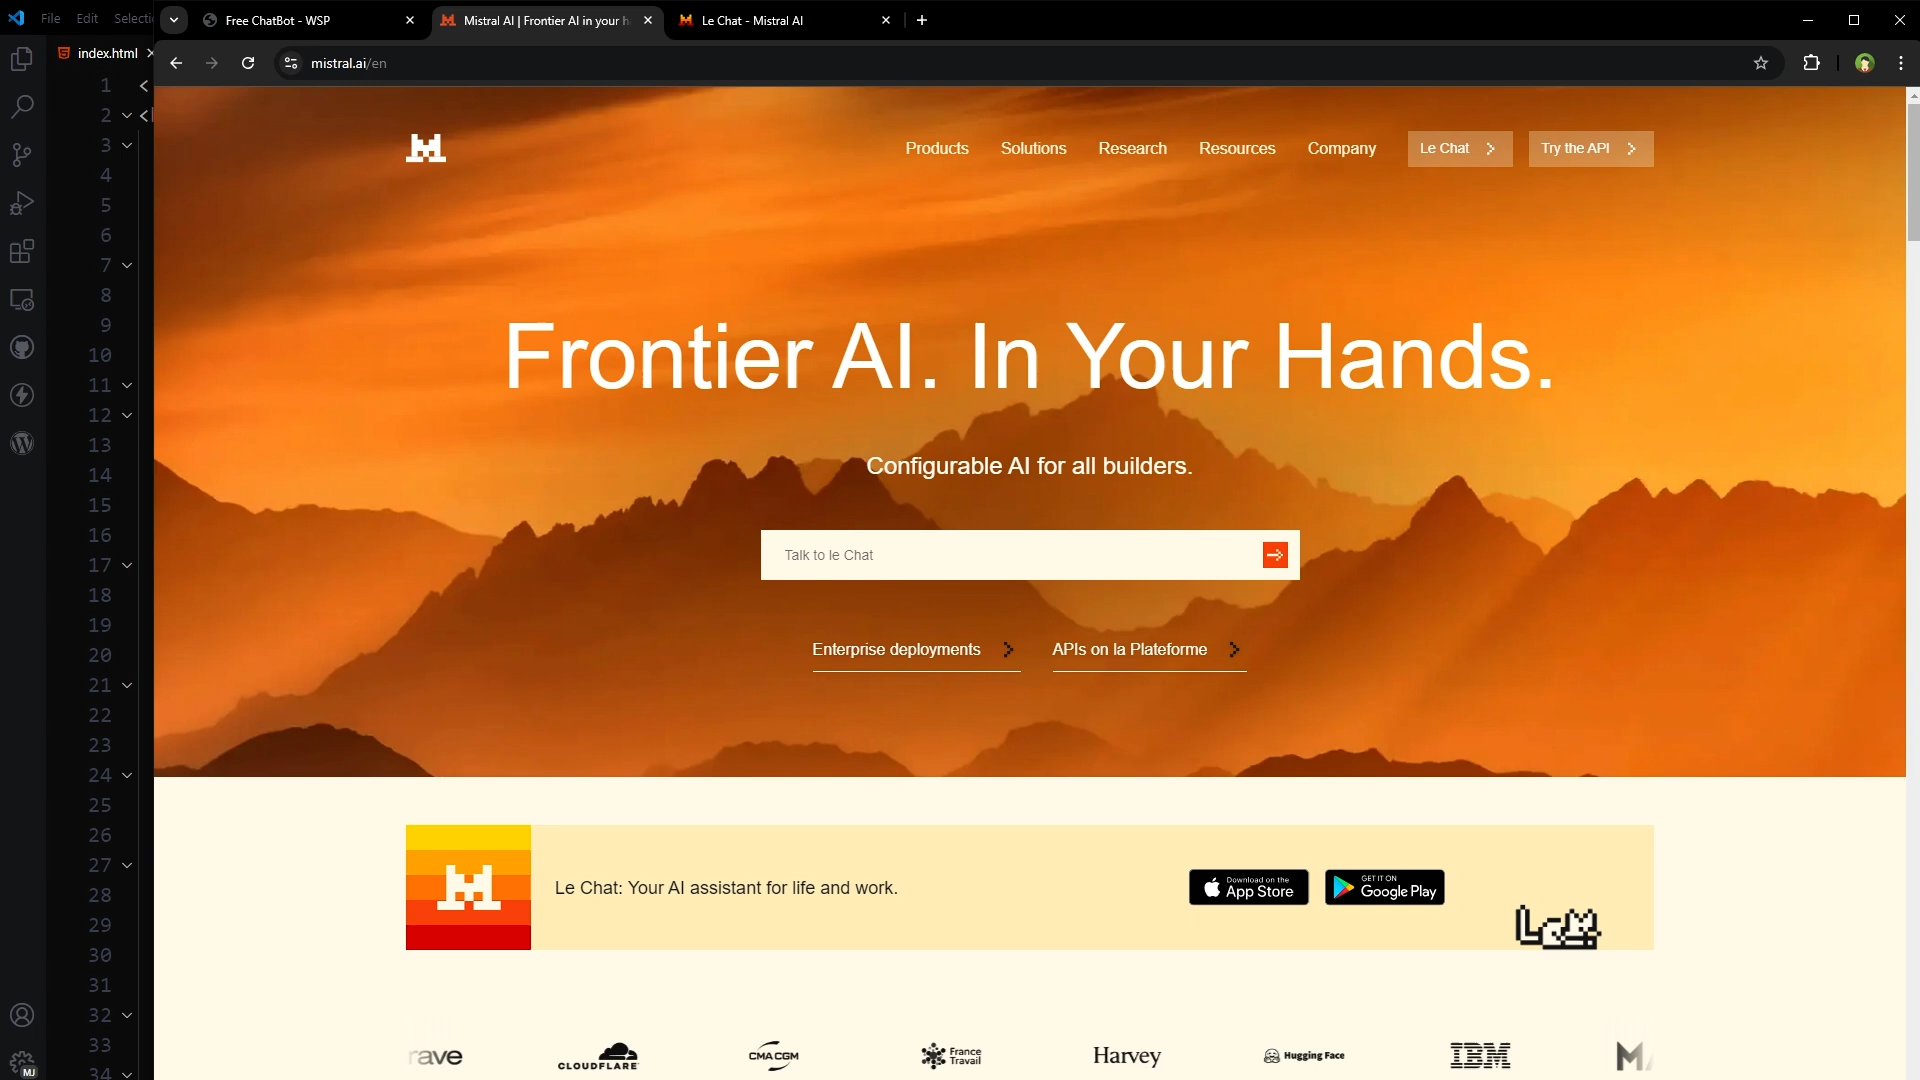 File Edit Selecti
Free ChatBot - WSP
Mistral AI | Frontier AI in your h
Le Chat - Mistral AI
index.html
mistral.ai/en
1
2
3
4
5
6
7
8
9
10
11
12
13
14
15
16
17
18
19
20
21
22
23
24
25
26
27
28
29
30
31
32
33
34
Products Solutions Research Resources Company Le Chat Try the API
Frontier AI. In Your Hands.
Configurable AI for all builders.
Talk to le Chat
Enterprise deployments APIs on la Plateforme
Le Chat: Your AI assistant for life and work.
Download on the
App Store
GET IT ON
Google Play
rave CLOUDFLARE CMA CGM France Travail Harvey Hugging Face IBM M
MJ